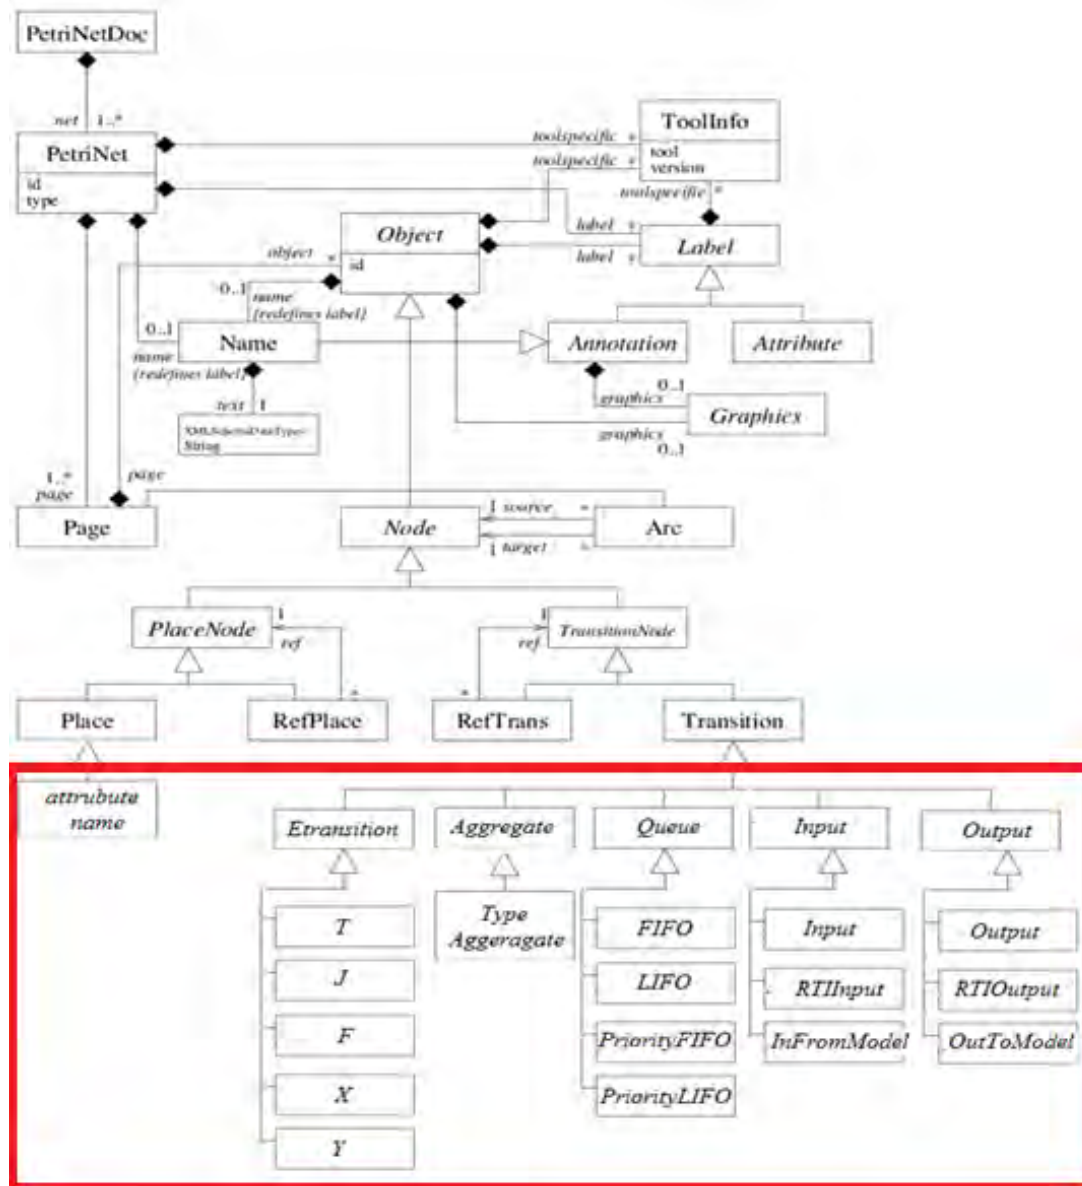 PetriNetDoc
net 1..*
PetriNet
id
type
toolspecific *
toolspecific *
ToolInfo
tool
version
toolspecific *
Object
id
object *
label *
label *
Label
0..1 name
{redefines label}
0..1
name
{redefines label}
Name
Annotation
Attribute
text 1
String
graphics 0..1
Graphics
graphics
0..1
1..*
page
page
Page
Node
1 source *
1 target *
Arc
PlaceNode
1
ref
*
TransitionNode
1
ref
*
Place
RefPlace
RefTrans
Transition
attrubute
name
Etransition
Aggregate
Queue
Input
Output
T
J
F
X
Y
Type
Aggeragate
FIFO
LIFO
PriorityFIFO
PriorityLIFO
Input
RTIInput
InFromModel
Output
RTIOutput
OutToModel